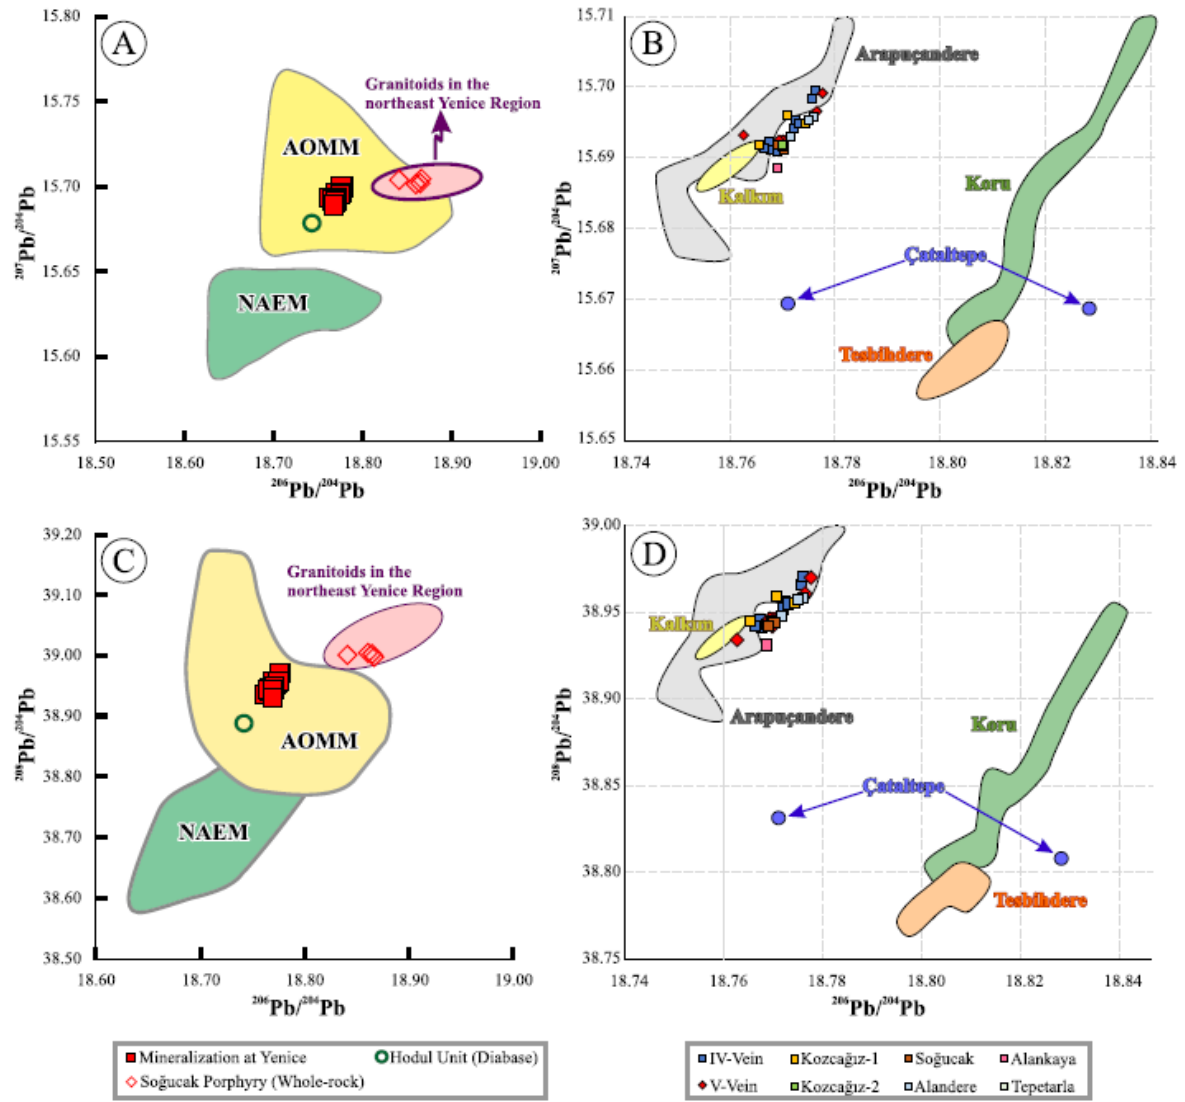 A
15.80
15.75
15.70
15.65
15.60
15.55
²⁰⁷Pb/²⁰⁴Pb
Granitoids in the
northeast Yenice Region
AOMM
NAEM
18.50 18.60 18.70 18.80 18.90 19.00
²⁰⁶Pb/²⁰⁴Pb
B
15.71
15.70
15.69
15.68
15.67
15.66
15.65
²⁰⁷Pb/²⁰⁴Pb
Arapuçandere
Kalkım
Koru
Çataltepe
Tesbihdere
18.74 18.76 18.78 18.80 18.82 18.84
²⁰⁶Pb/²⁰⁴Pb
C
39.20
39.10
39.00
38.90
38.80
38.70
38.60
38.50
²⁰⁸Pb/²⁰⁴Pb
Granitoids in the
northeast Yenice Region
AOMM
NAEM
18.60 18.70 18.80 18.90 19.00
²⁰⁶Pb/²⁰⁴Pb
D
39.00
38.95
38.90
38.85
38.80
38.75
²⁰⁸Pb/²⁰⁴Pb
Kalkım
Arapuçandere
Koru
Çataltepe
Tesbihdere
18.74 18.76 18.78 18.80 18.82 18.84
²⁰⁶Pb/²⁰⁴Pb
Mineralization at Yenice Hodul Unit (Diabase)
Soğucak Porphyry (Whole-rock)
IV-Vein Kozcağız-1 Soğucak Alankaya
V-Vein Kozcağız-2 Alandere Tepetarla